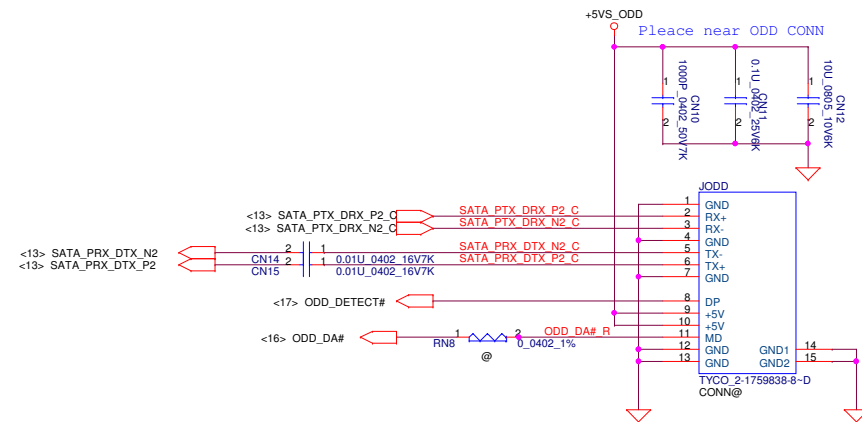 +5VS_ODD
Pleace near ODD CONN
1
2
1000P_0402_50V7K
CN10
1
2
0.1U_0402_25V6K
CN11
1
2
10U_0805_10V6K
CN12
JODD
<13> SATA_PTX_DRX_P2_C SATA_PTX_DRX_P2_C
<13> SATA_PTX_DRX_N2_C SATA_PTX_DRX_N2_C
<13> SATA_PRX_DTX_N2 2 1 SATA_PRX_DTX_N2_C
CN14 0.01U_0402_16V7K
<13> SATA_PRX_DTX_P2 2 1 SATA_PRX_DTX_P2_C
CN15 0.01U_0402_16V7K
<17> ODD_DETECT#
<16> ODD_DA# 1 2 ODD_DA#_R
RN8 0_0402_1%
@
1 GND
2 RX+
3 RX-
4 GND
5 TX-
6 TX+
7 GND
8 DP
9 +5V
10 +5V
11 MD
12 GND GND1 14
13 GND GND2 15
TYCO_2-1759838-8~D
CONN@